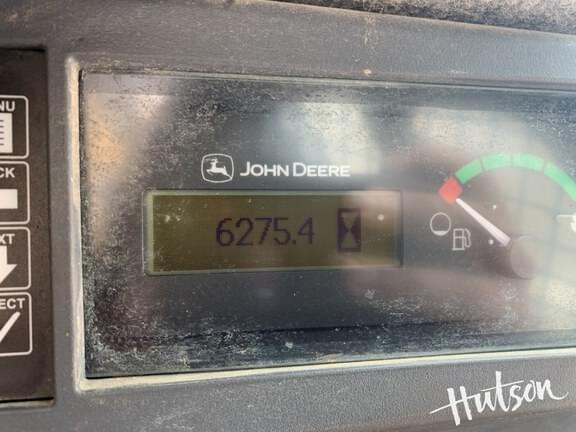 NU
CK
XT
ECT
JOHN DEERE
6275.4
Hutson